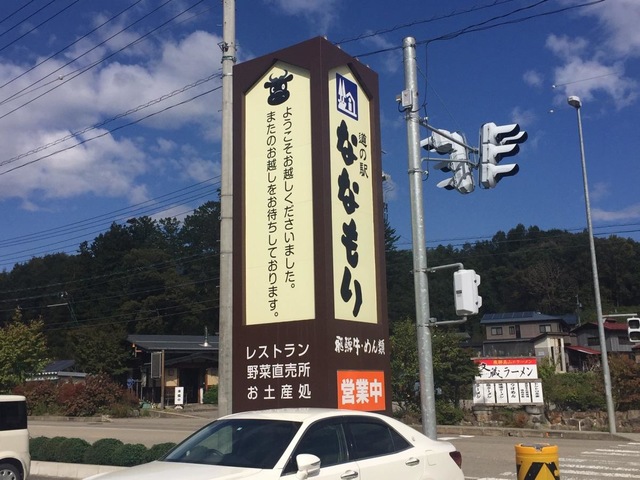 ようこそお越しくださいました。
またのお越しをお待ちしております。
レストラン
野菜直売所
お土産処
道の駅
ななもり
飛騨牛・めん類
営業中
蔵ラーメン